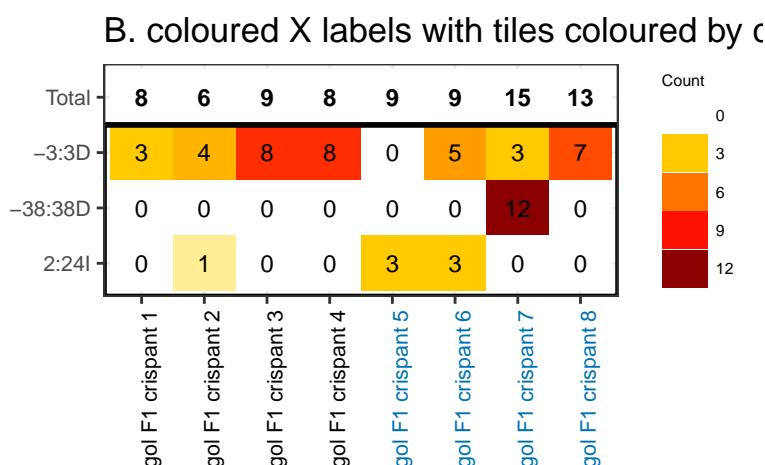 B. coloured X labels with tiles coloured by
Count
Total 8 6 9 8 9 9 15 13
0
−3:3D 3 4 8 8 0 5 3 7
3
−38:38D 0 0 0 0 0 0 12 0
6
2:24I 0 1 0 0 3 3 0 0
9
12
gol F1 crispant 1
gol F1 crispant 2
gol F1 crispant 3
gol F1 crispant 4
gol F1 crispant 5
gol F1 crispant 6
gol F1 crispant 7
gol F1 crispant 8